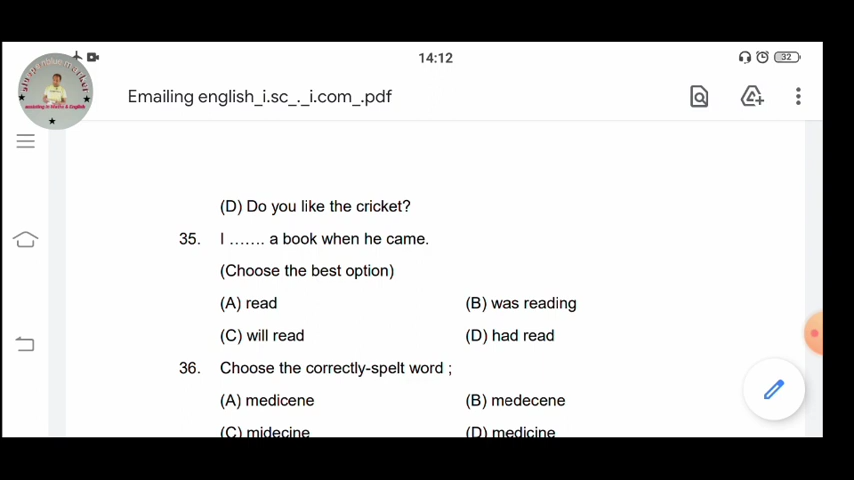 14:12
32
Emailing english_i.sc_._i.com_.pdf
(D) Do you like the cricket?
35. I ....... a book when he came.
(Choose the best option)
(A) read (B) was reading
(C) will read (D) had read
36. Choose the correctly-spelt word ;
(A) medicene (B) medecene
(C) midecine (D) medicine